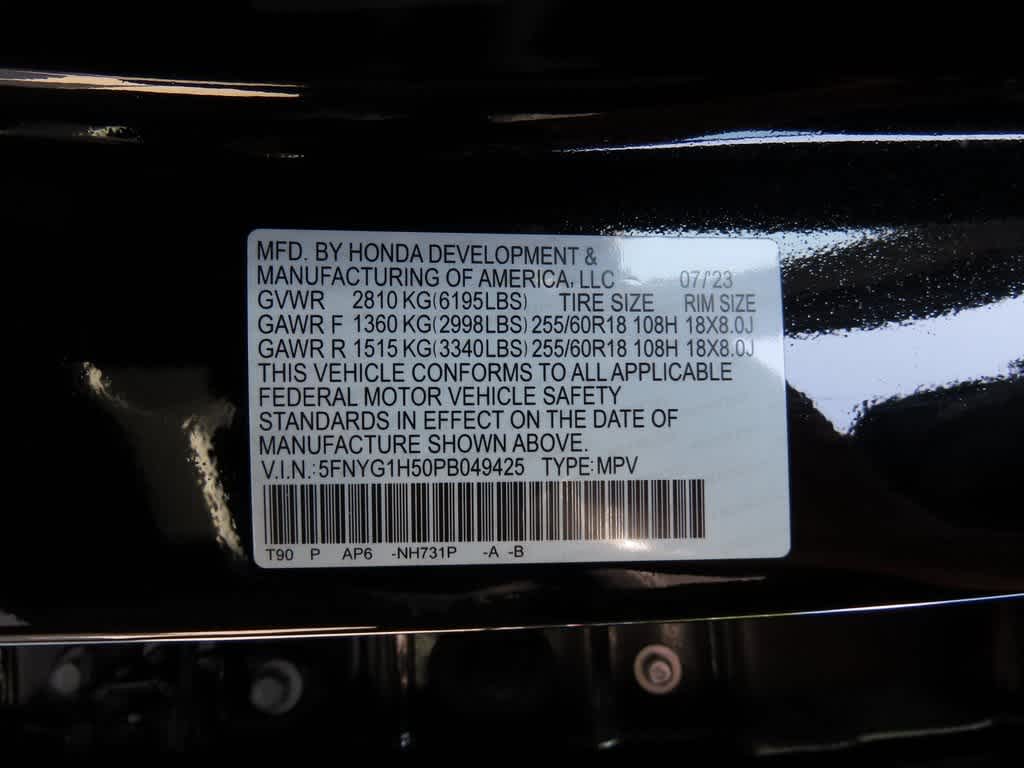 MFD. BY HONDA DEVELOPMENT &
MANUFACTURING OF AMERICA, LLC 07/'23
GVWR 2810 KG(6195LBS) TIRE SIZE RIM SIZE
GAWR F 1360 KG(2998LBS) 255/60R18 108H 18X8.0J
GAWR R 1515 KG(3340LBS) 255/60R18 108H 18X8.0J
THIS VEHICLE CONFORMS TO ALL APPLICABLE
FEDERAL MOTOR VEHICLE SAFETY
STANDARDS IN EFFECT ON THE DATE OF
MANUFACTURE SHOWN ABOVE.
V.I.N.:5FNYG1H50PB049425 TYPE:MPV
T90 P AP6 -NH731P -A -B